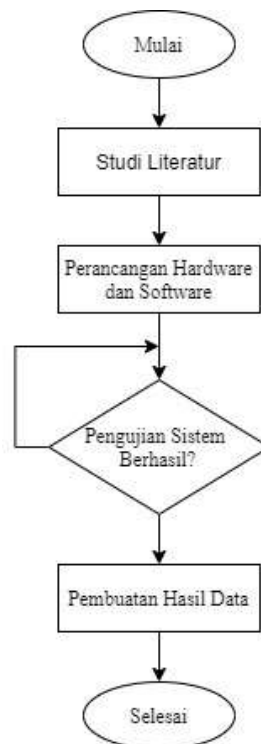 Mulai
Studi Literatur
Perancangan Hardware
dan Software
Pengujian Sistem
Berhasil?
Pembuatan Hasil Data
Selesai